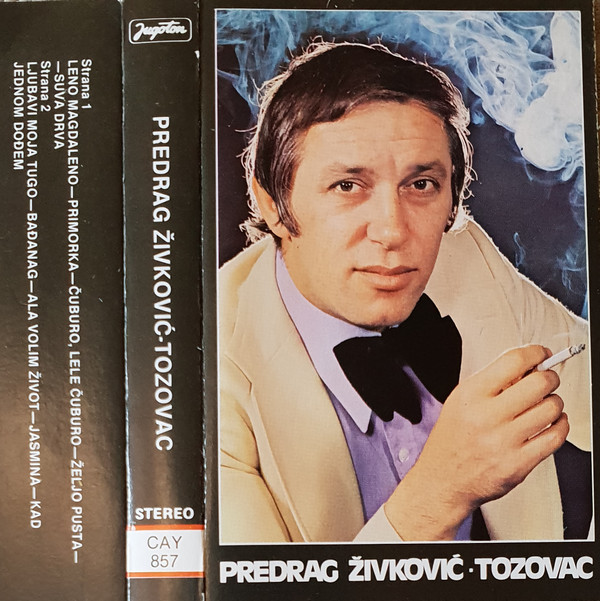 Strana 1
LENO MAGDALENO—PRIMORKA—ČUBURO, LELE ČUBURO—ŽELJO PUSTA—
—SUVA DRVA
Strana 2
LJUBAVI MOJA TUGO—BAĐANAG—ALA VOLIM ŽIVOT—JASMINA—KAD
JEDNOM DOĐEM
Jugoton
PREDRAG ŽIVKOVIĆ-TOZOVAC
STEREO
CAY
857
PREDRAG ŽIVKOVIĆ·TOZOVAC